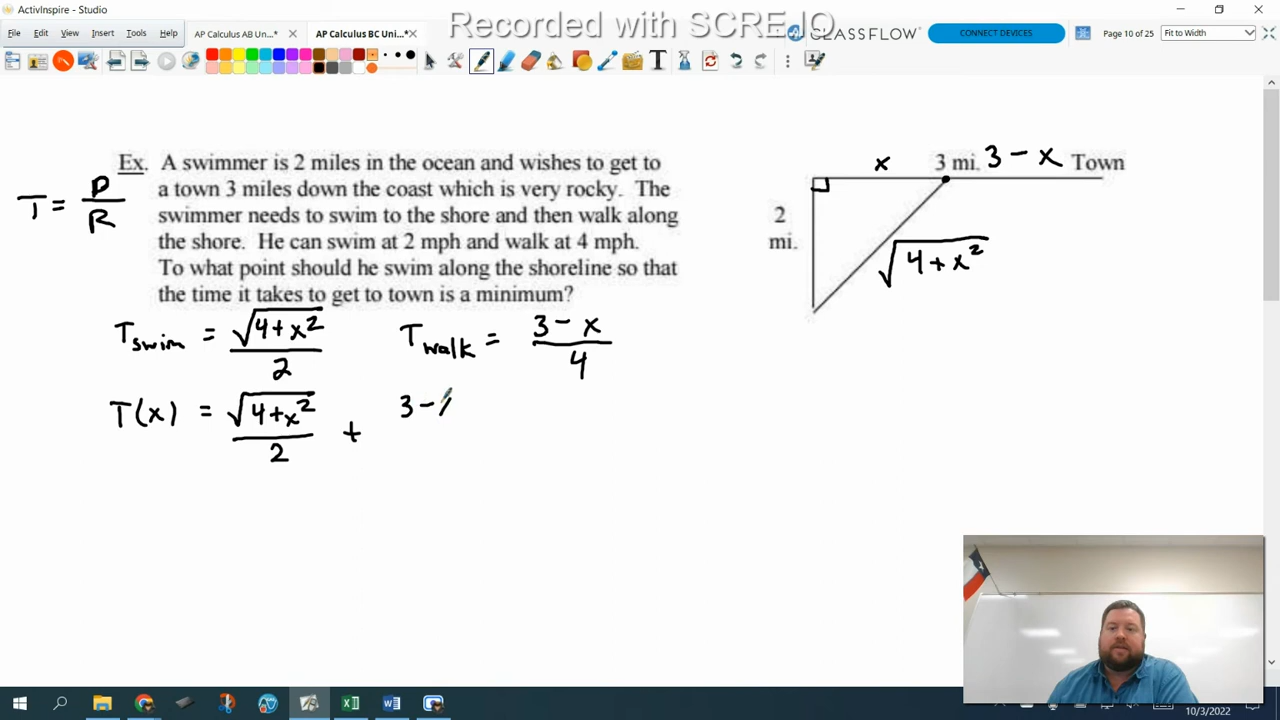 ActivInspire - Studio
Recorded with SCRE.IO
File Edit View Insert Tools Help
AP Calculus AB Un...* AP Calculus BC Uni...*
CLASSFLOW
CONNECT DEVICES
Page 10 of 25
Fit to Width
Ex. A swimmer is 2 miles in the ocean and wishes to get to
a town 3 miles down the coast which is very rocky. The
swimmer needs to swim to the shore and then walk along
the shore. He can swim at 2 mph and walk at 4 mph.
To what point should he swim along the shoreline so that
the time it takes to get to town is a minimum?
T = D/R
x 3 mi. 3 - x Town
2
mi.
√(4+x²)
T swim = √(4+x²)/2 T walk = (3 - x)/4
T(x) = √(4+x²)/2 + 3 -
10/3/2022